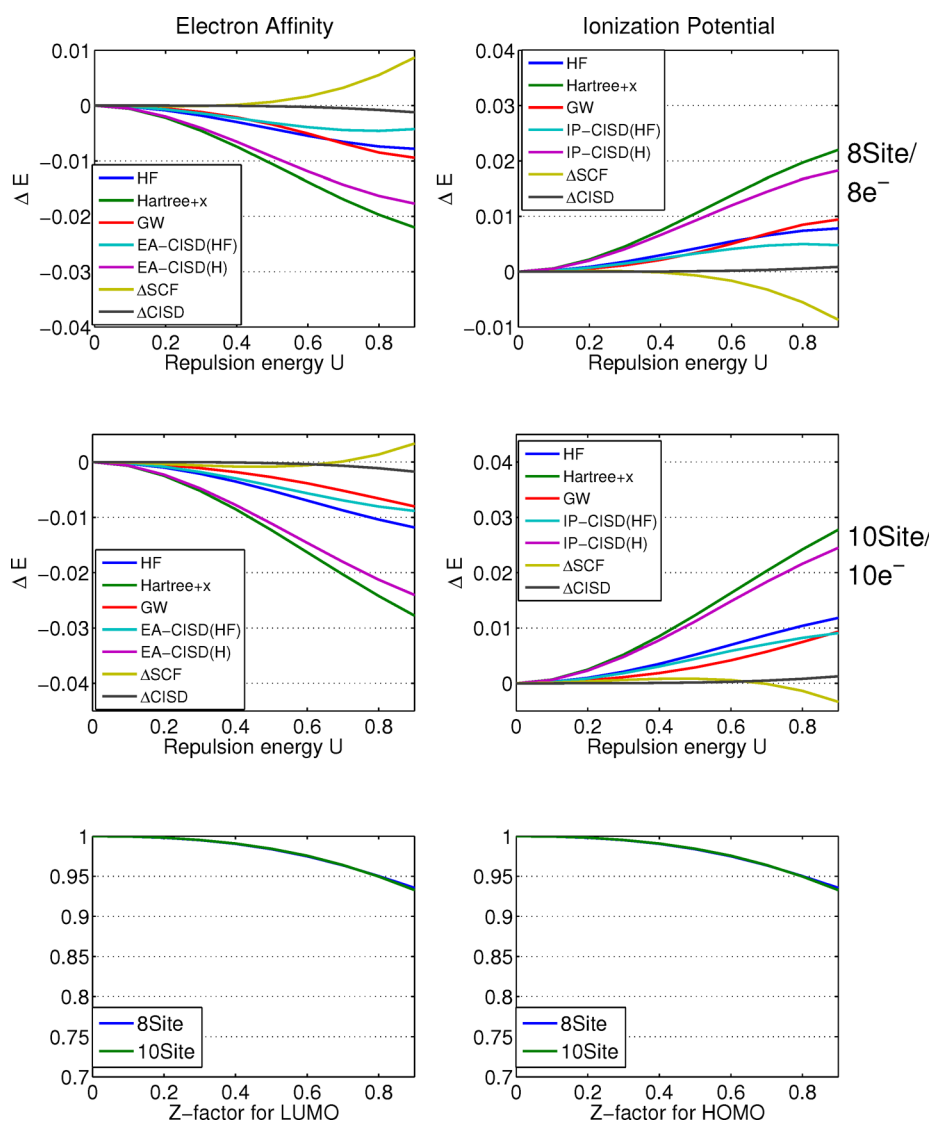 Electron Affinity
Ionization Potential
0.01
0
−0.01
−0.02
−0.03
−0.04
Δ E
HF
Hartree+x
GW
EA−CISD(HF)
EA−CISD(H)
ΔSCF
ΔCISD
0 0.2 0.4 0.6 0.8
Repulsion energy U
0.04
0.03
0.02
0.01
0
−0.01
Δ E
HF
Hartree+x
GW
IP−CISD(HF)
IP−CISD(H)
ΔSCF
ΔCISD
0 0.2 0.4 0.6 0.8
Repulsion energy U
8Site/
8e−
0
−0.01
−0.02
−0.03
−0.04
Δ E
HF
Hartree+x
GW
EA−CISD(HF)
EA−CISD(H)
ΔSCF
ΔCISD
0 0.2 0.4 0.6 0.8
Repulsion energy U
0.04
0.03
0.02
0.01
0
Δ E
HF
Hartree+x
GW
IP−CISD(HF)
IP−CISD(H)
ΔSCF
ΔCISD
0 0.2 0.4 0.6 0.8
Repulsion energy U
10Site/
10e−
1
0.95
0.9
0.85
0.8
0.75
0.7
8Site
10Site
0 0.2 0.4 0.6 0.8
Z−factor for LUMO
1
0.95
0.9
0.85
0.8
0.75
0.7
8Site
10Site
0 0.2 0.4 0.6 0.8
Z−factor for HOMO